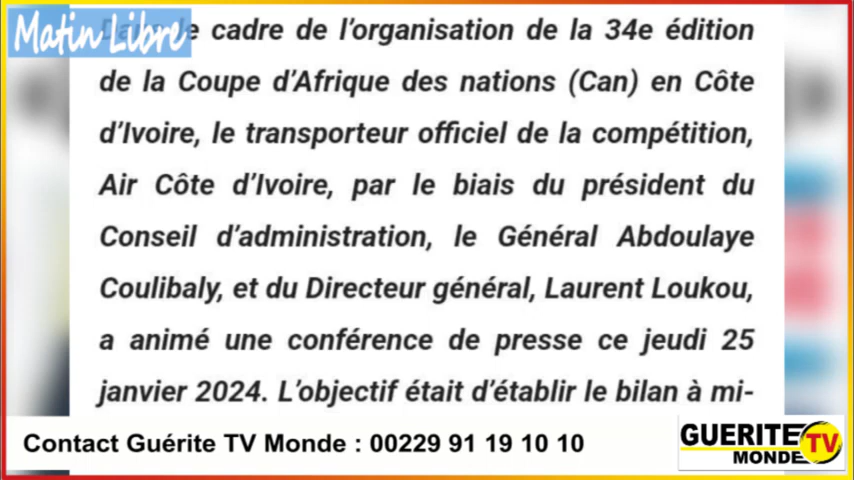 Matin Libre
Dans le cadre de l’organisation de la 34e édition
de la Coupe d’Afrique des nations (Can) en Côte
d’Ivoire, le transporteur officiel de la compétition,
Air Côte d’Ivoire, par le biais du président du
Conseil d’administration, le Général Abdoulaye
Coulibaly, et du Directeur général, Laurent Loukou,
a animé une conférence de presse ce jeudi 25
janvier 2024. L’objectif était d’établir le bilan à mi-
Contact Guérite TV Monde : 00229 91 19 10 10
GUERITE TV
MONDE